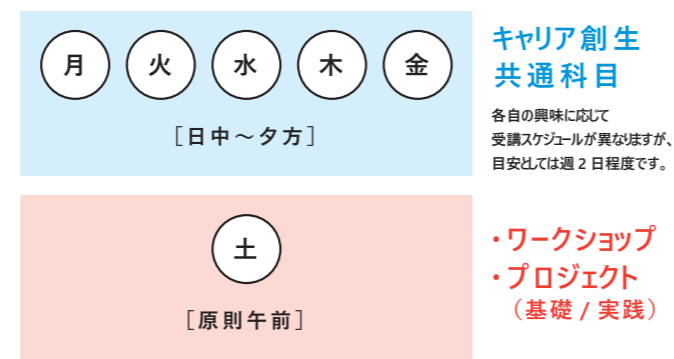 月 火 水 木 金
［日中～夕方］
キャリア創生
共通科目
各自の興味に応じて
受講スケジュールが異なりますが、
目安としては週 2 日程度です。
土
［原則午前］
・ワークショップ
・プロジェクト
（基礎 / 実践）